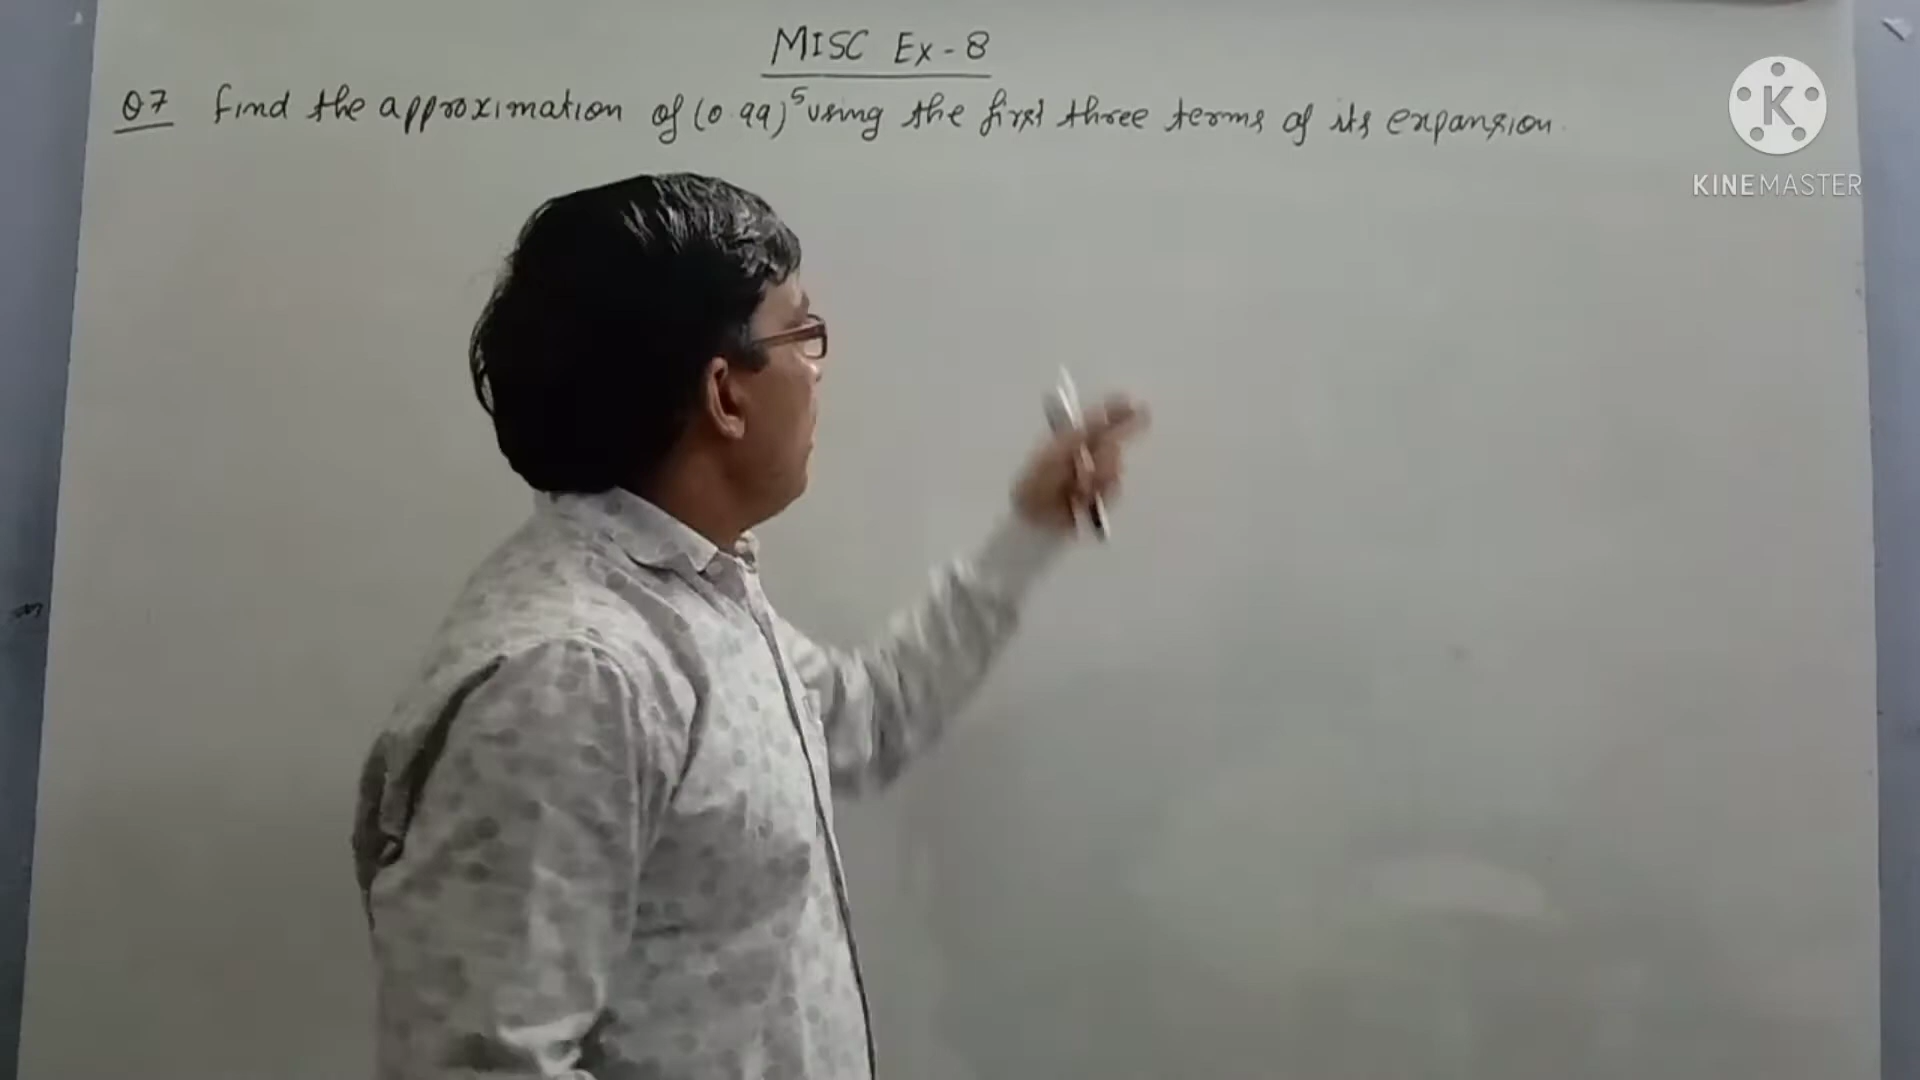 MISC Ex-8
Q7 Find the approximation of (0.99)⁵ using the first three terms of its expansion.
K
KINEMASTER